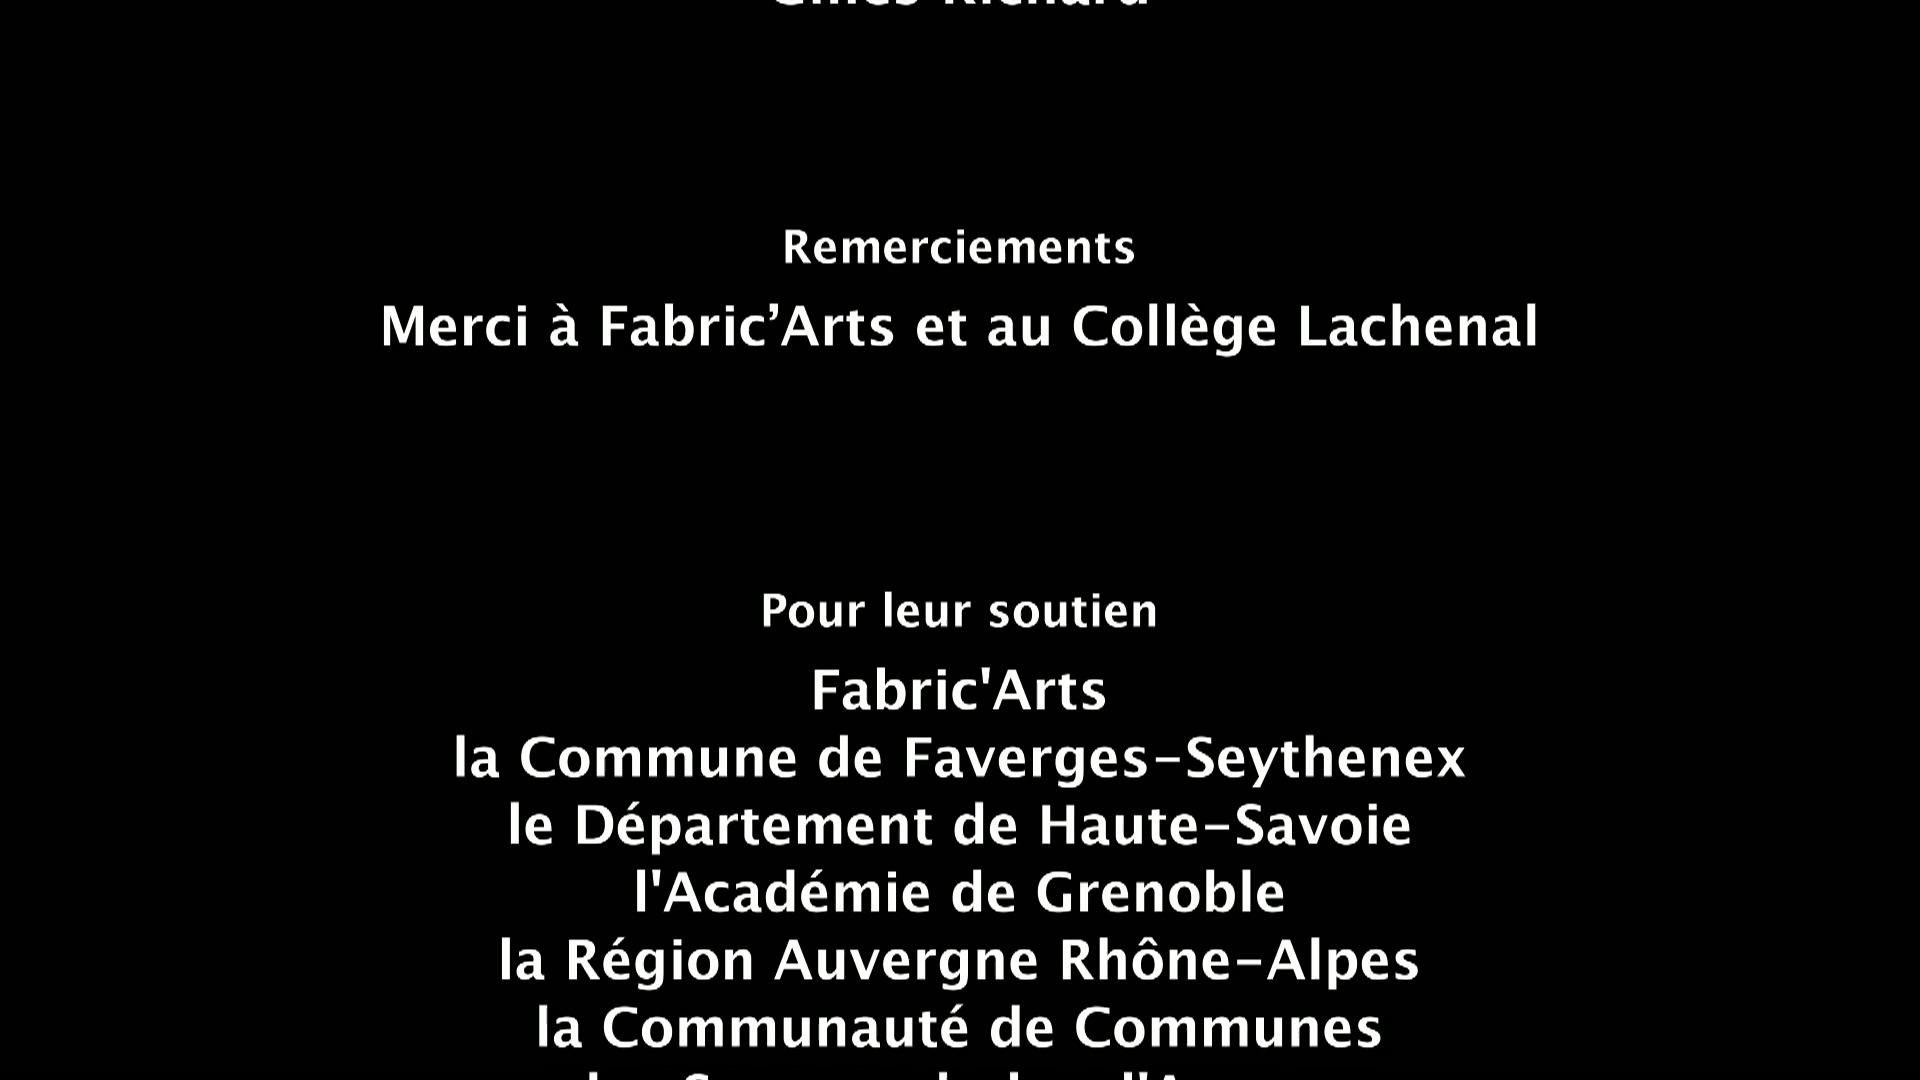 Remerciements
Merci à Fabric’Arts et au Collège Lachenal
Pour leur soutien
Fabric'Arts
la Commune de Faverges-Seythenex
le Département de Haute-Savoie
l'Académie de Grenoble
la Région Auvergne Rhône-Alpes
la Communauté de Communes